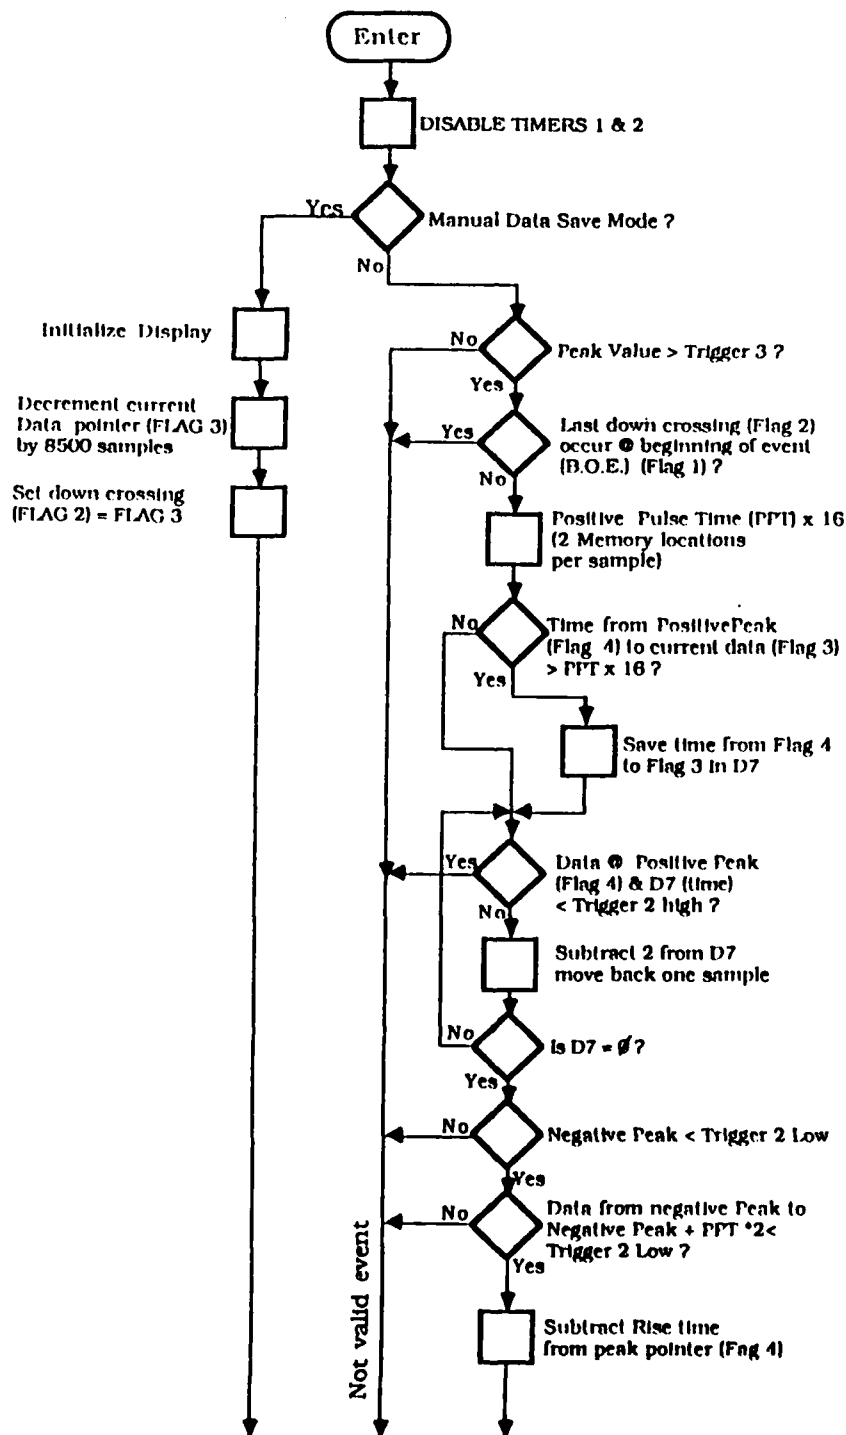 Enter
DISABLE TIMERS 1 & 2
Yes
Manual Data Save Mode ?
No
Initialize Display
Decrement current
Data pointer (FLAG 3)
by 8500 samples
Set down crossing
(FLAG 2) = FLAG 3
No
Peak Value > Trigger 3 ?
Yes
Yes
Last down crossing (Flag 2)
occur @ beginning of event
(B.O.E.) (Flag 1) ?
No
Positive Pulse Time (PPT) x 16
(2 Memory locations
per sample)
No
Time from PositivePeak
(Flag 4) to current data (Flag 3)
> PPT x 16 ?
Yes
Save time from Flag 4
to Flag 3 in D7
Yes
Data @ Positive Peak
(Flag 4) & D7 (time)
< Trigger 2 high ?
No
Subtract 2 from D7
move back one sample
No
Is D7 = Ø ?
Yes
No
Negative Peak < Trigger 2 Low
Yes
No
Data from negative Peak to
Negative Peak + PPT *2<
Trigger 2 Low ?
Yes
Not valid event
Subtract Rise time
from peak pointer (Fag 4)